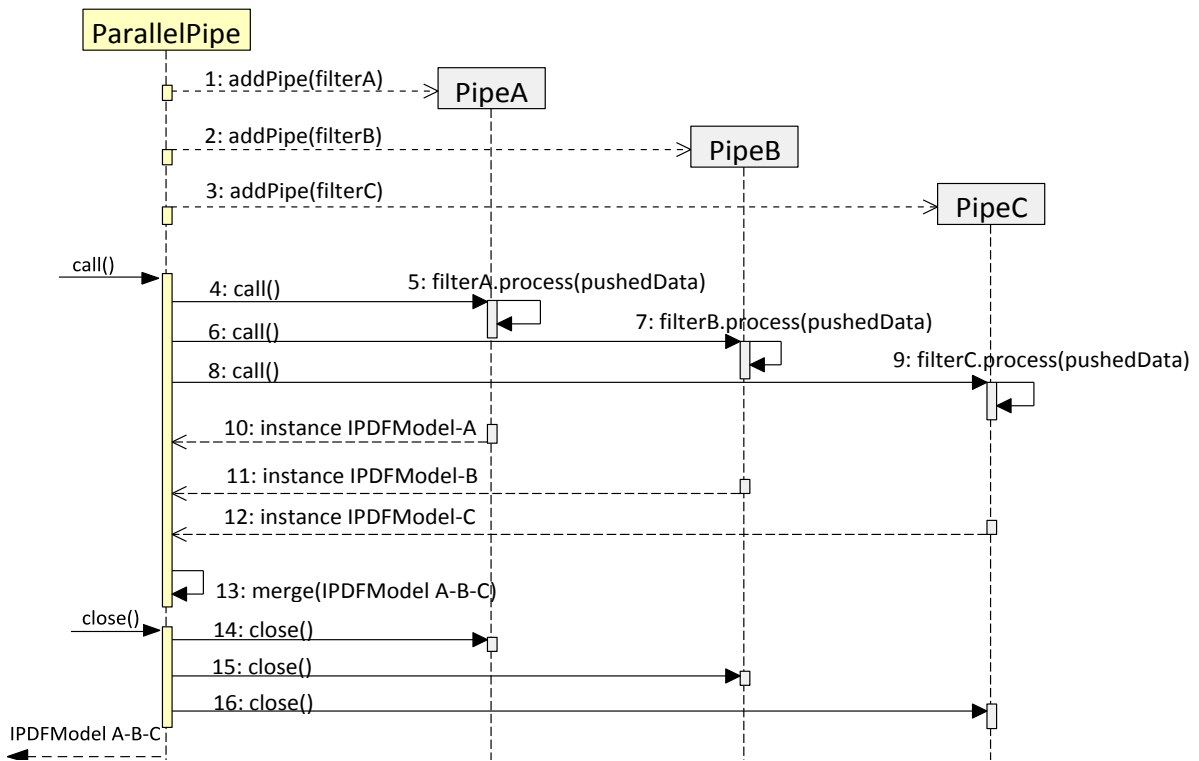 ParallelPipe
1: addPipe(filterA)
PipeA
2: addPipe(filterB)
PipeB
3: addPipe(filterC)
PipeC
call()
4: call()
5: filterA.process(pushedData)
6: call()
7: filterB.process(pushedData)
8: call()
9: filterC.process(pushedData)
10: instance IPDFModel-A
11: instance IPDFModel-B
12: instance IPDFModel-C
13: merge(IPDFModel A-B-C)
close()
14: close()
15: close()
16: close()
IPDFModel A-B-C